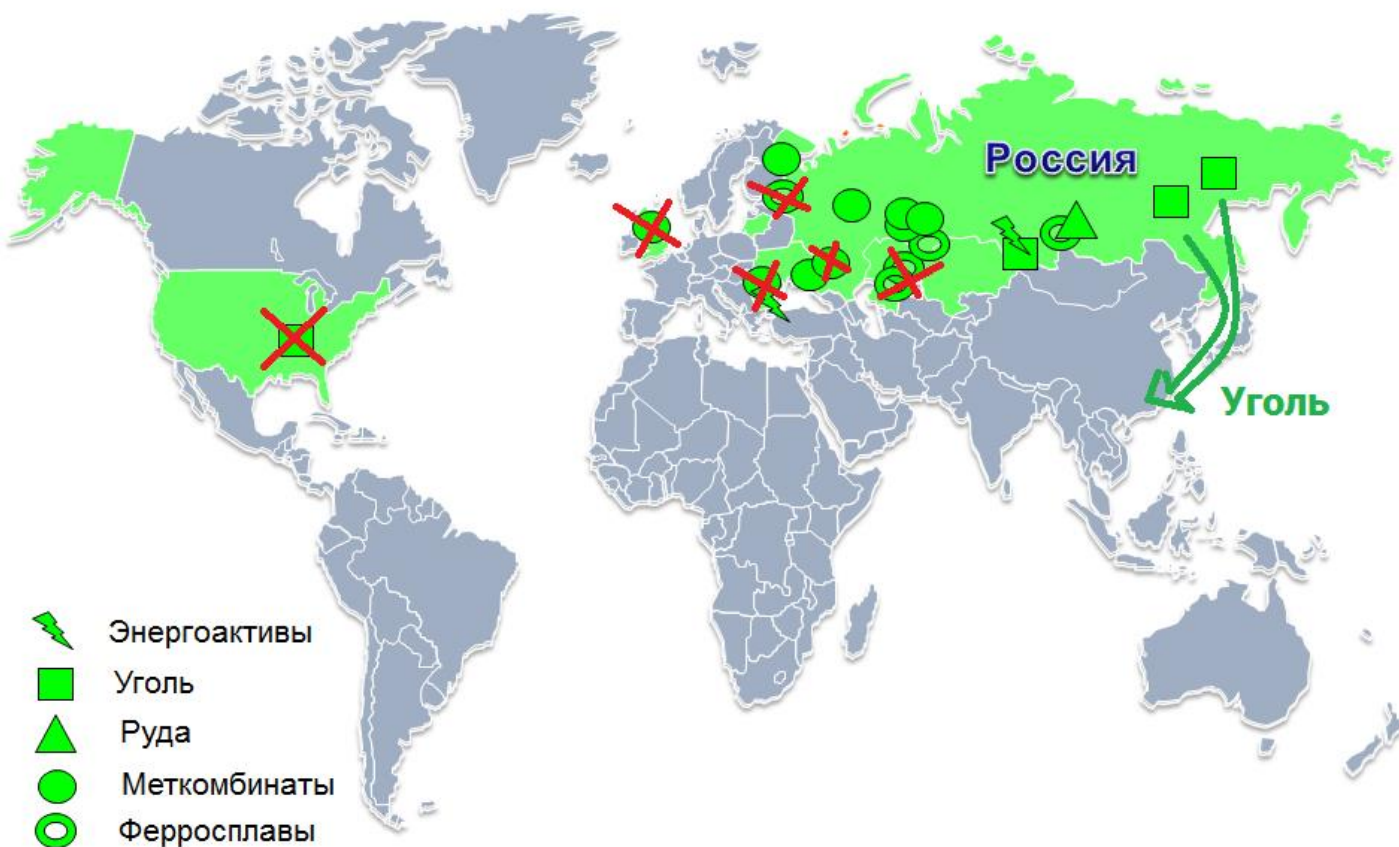 Россия
Уголь
Энергоактивы
Уголь
Руда
Меткомбинаты
Ферросплавы